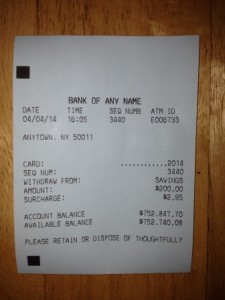 BANK OF ANY NAME
DATE TIME SEQ NUMB ATM ID
04/04/14 16:05 3440 E006733
ANYTOWN, NY 50011
CARD: ............2014
SEQ NUM: 3440
WITHDRAW FROM: SAVINGS
AMOUNT: $200.00
SURCHARGE: $2.95
ACCOUNT BALANCE $752,847.70
AVAILABLE BALANCE $752,740.08
PLEASE RETAIN OR DISPOSE OF THOUGHTFULLY